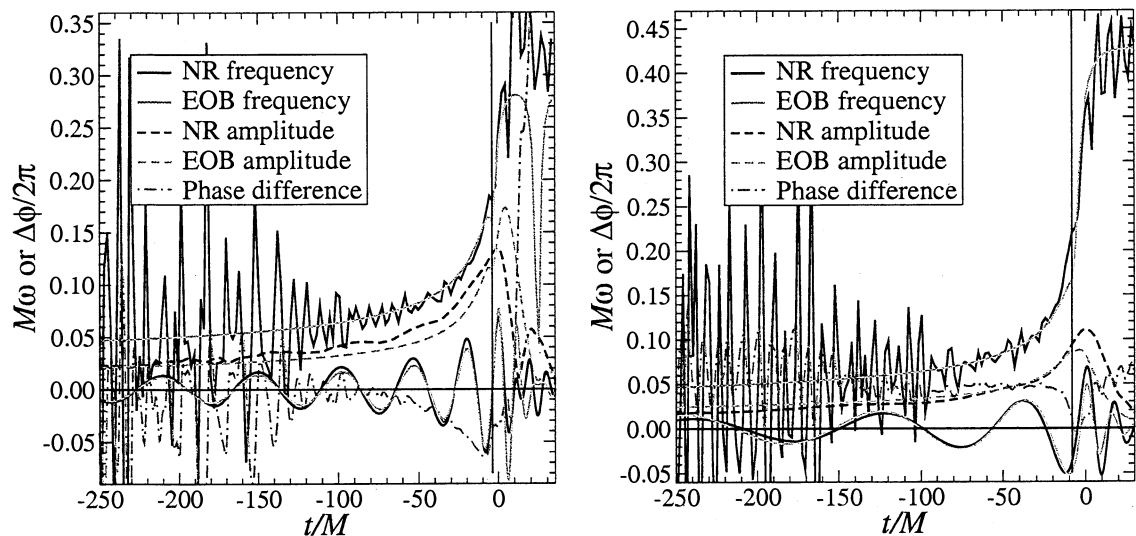 Mω or Δϕ/2π
0.35
0.30
0.25
0.20
0.15
0.10
0.05
0.00
-0.05
NR frequency
EOB frequency
NR amplitude
EOB amplitude
Phase difference
-250
-200
-150
-100
-50
0
t/M
Mω or Δϕ/2π
0.45
0.40
0.35
0.30
0.25
0.20
0.15
0.10
0.05
0.00
-0.05
NR frequency
EOB frequency
NR amplitude
EOB amplitude
Phase difference
-250
-200
-150
-100
-50
0
t/M